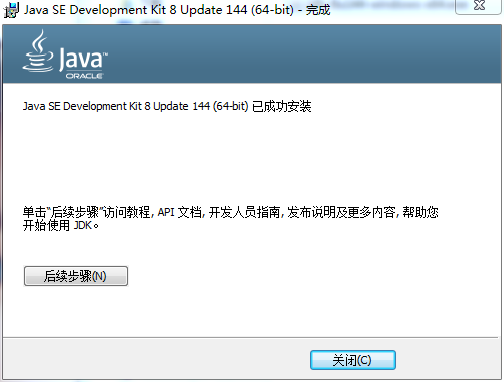 Java SE Development Kit 8 Update 144 (64-bit) - 完成
Java™
ORACLE
Java SE Development Kit 8 Update 144 (64-bit) 已成功安装
单击“后续步骤”访问教程, API 文档, 开发人员指南, 发布说明及更多内容, 帮助您
开始使用 JDK。
后续步骤(N)
关闭(C)